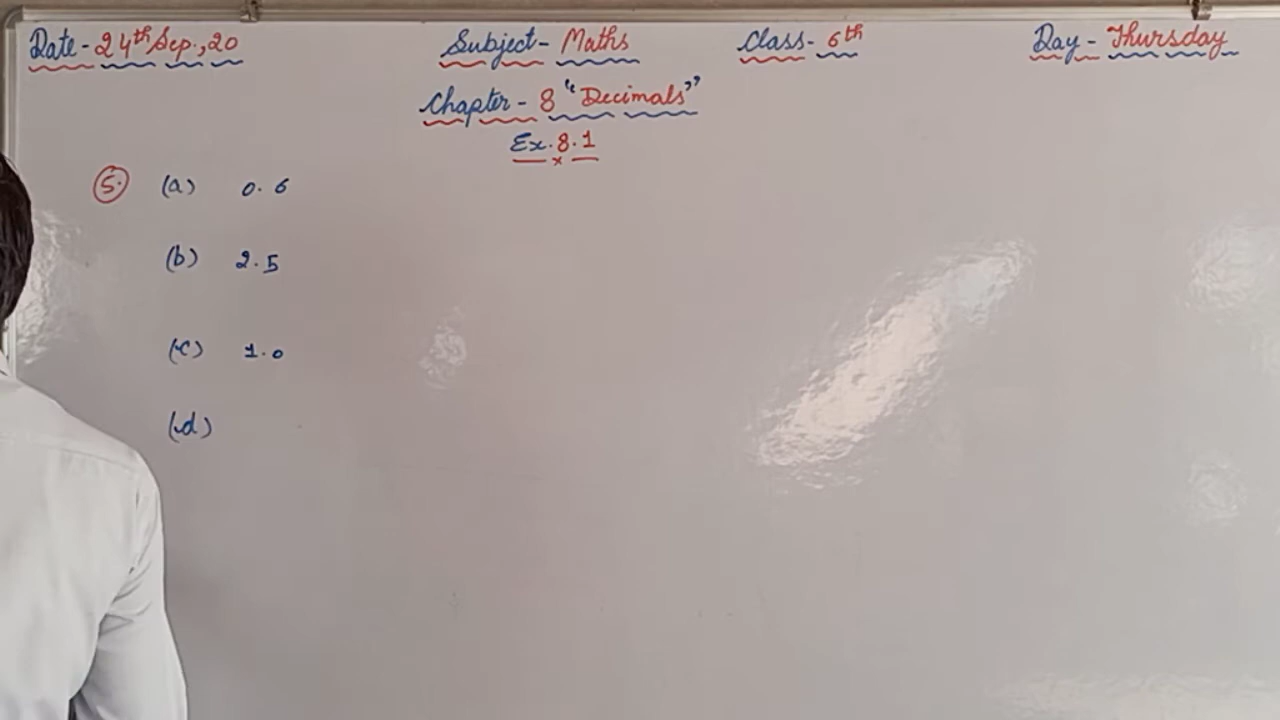 Date - 24th Sep., 20 Subject - Maths Class - 6th Day - Thursday
Chapter - 8 "Decimals"
Ex. 8.1
5. (a) 0.6
(b) 2.5
(c) 1.0
(d)